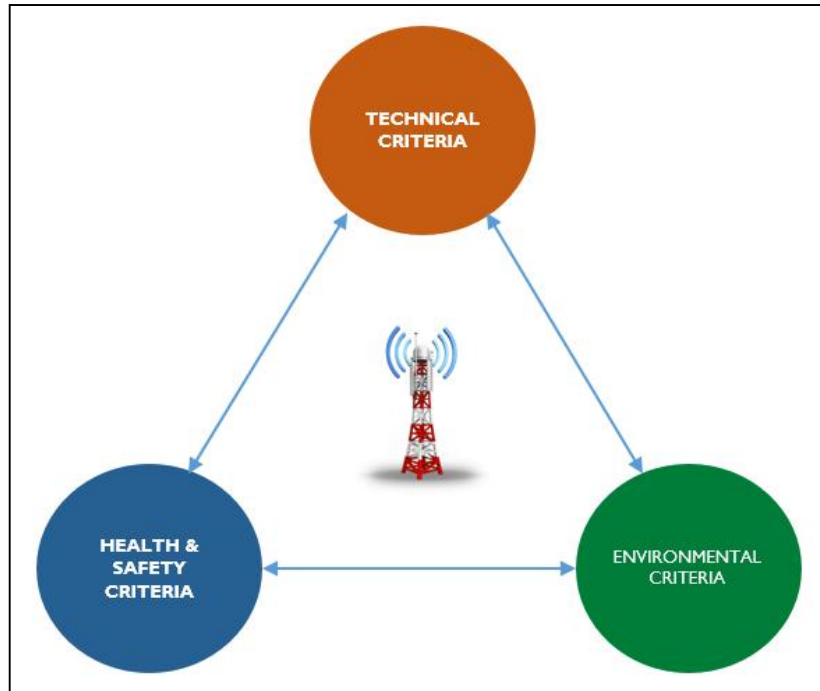 TECHNICAL
CRITERIA
HEALTH &
SAFETY
CRITERIA
ENVIRONMENTAL
CRITERIA